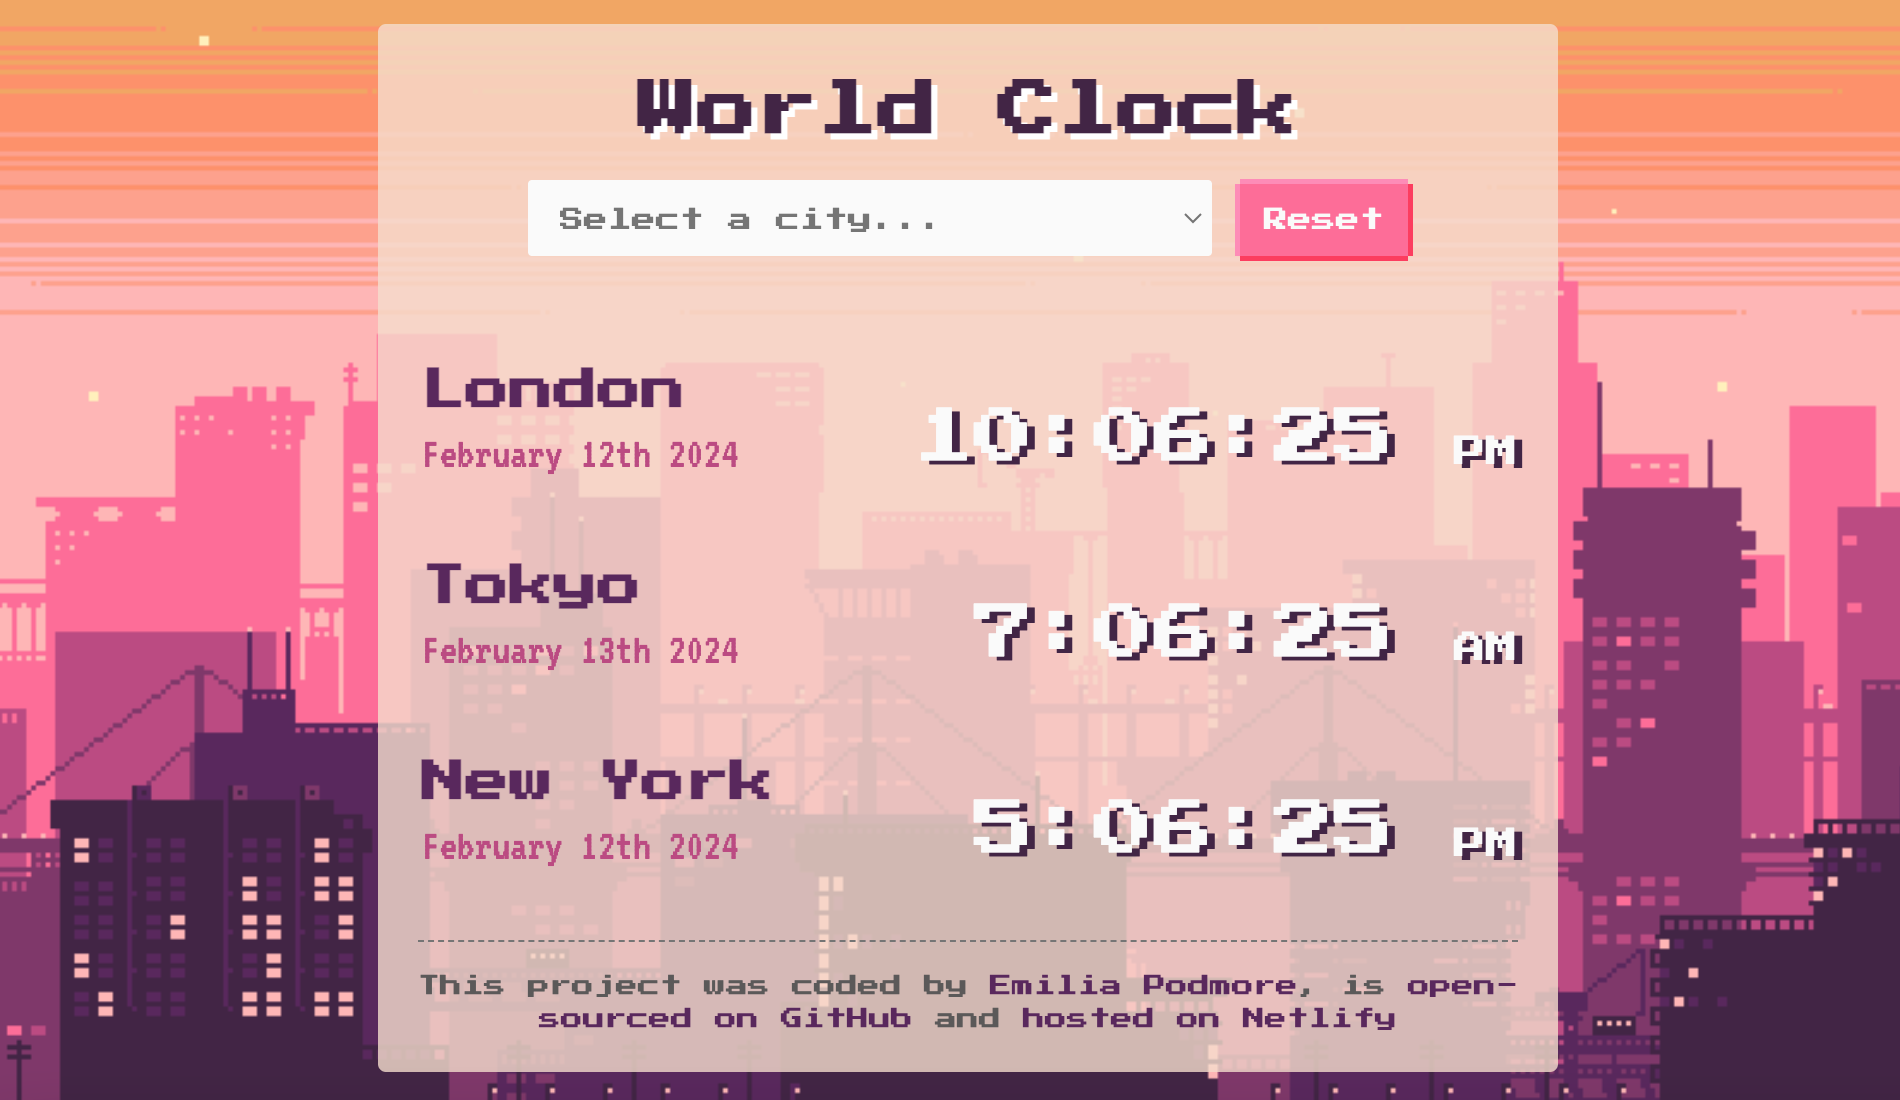 World Clock
Select a city...
Reset
London
February 12th 2024
10:06:25 PM
Tokyo
February 13th 2024
7:06:25 AM
New York
February 12th 2024
5:06:25 PM
This project was coded by Emilia Podmore, is open-
sourced on GitHub and hosted on Netlify